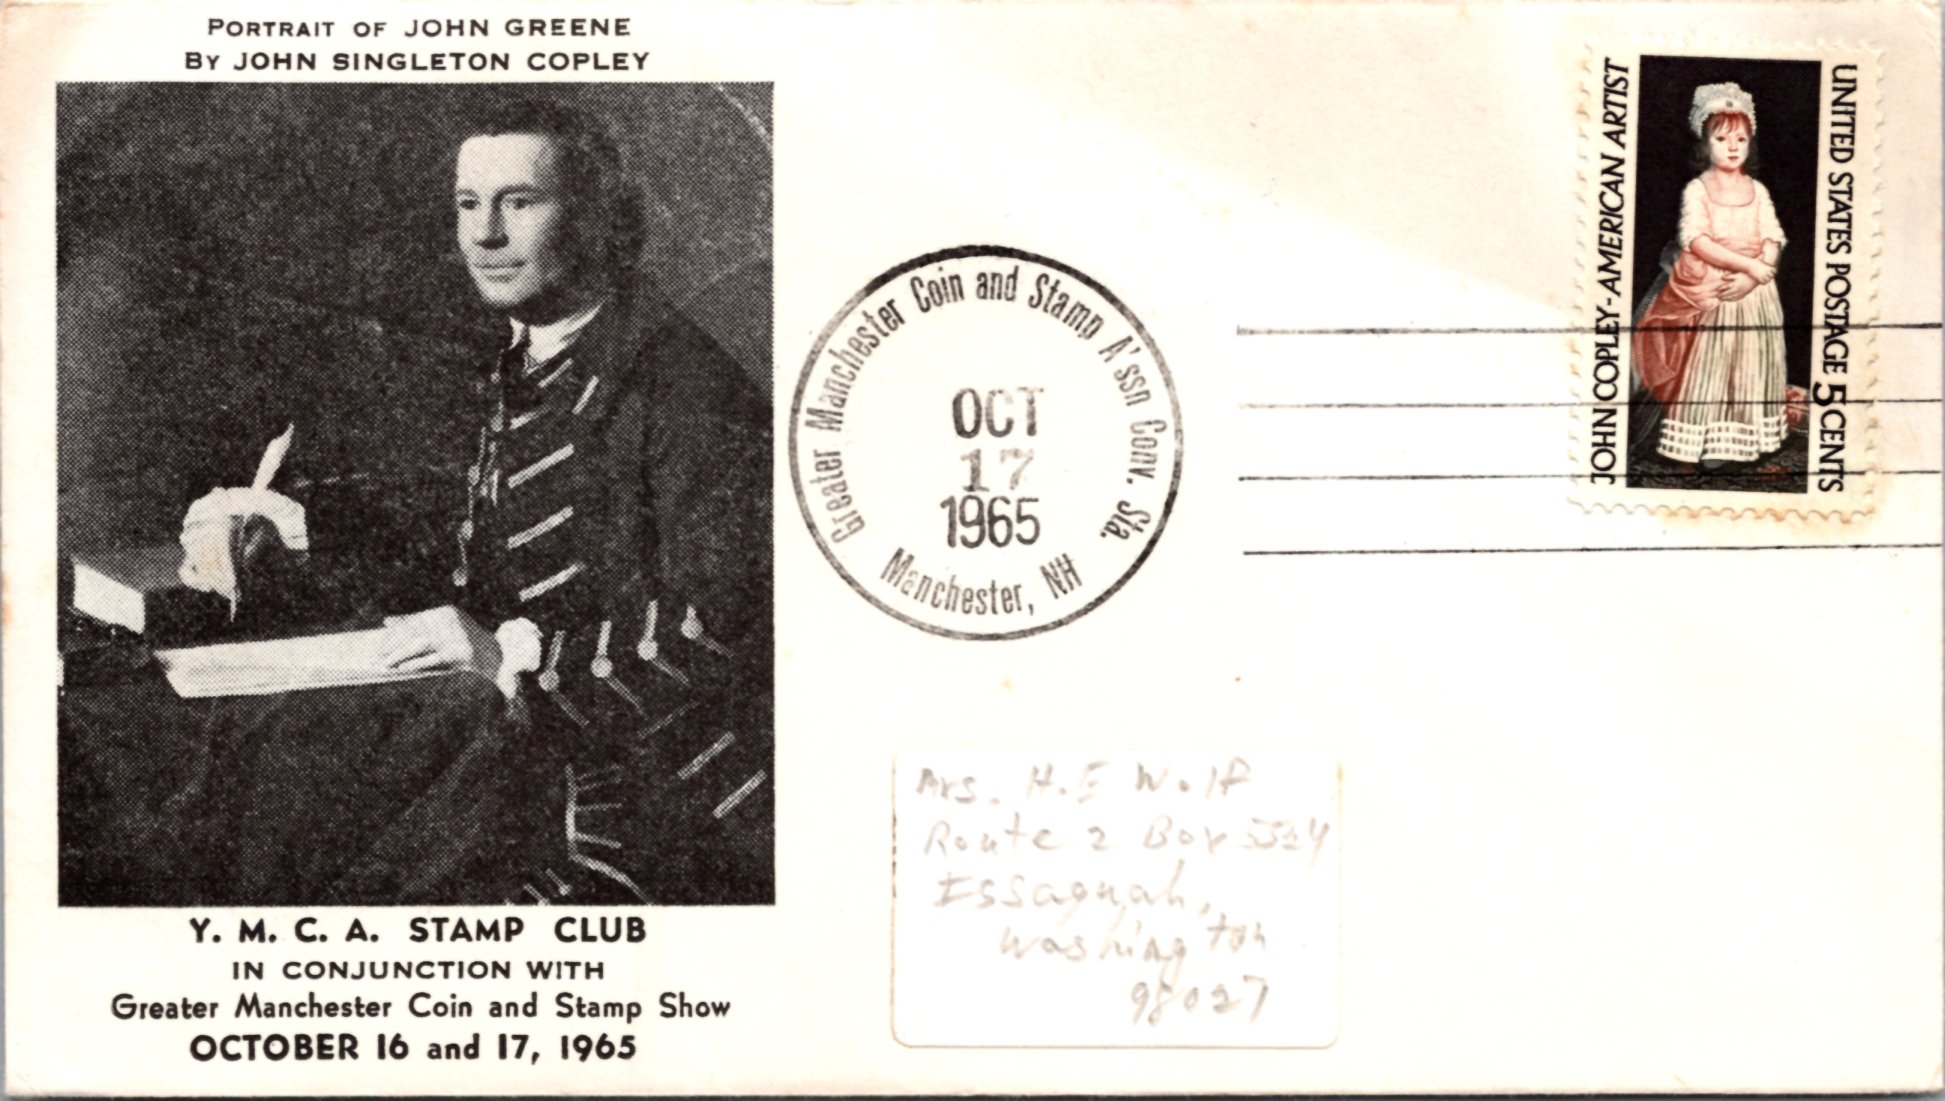 PORTRAIT OF JOHN GREENE
BY JOHN SINGLETON COPLEY
Y. M. C. A. STAMP CLUB
IN CONJUNCTION WITH
Greater Manchester Coin and Stamp Show
OCTOBER 16 and 17, 1965
Greater Manchester Coin and Stamp A'ssn Conv. Sta.
OCT
17
1965
Manchester, NH
JOHN COPLEY-AMERICAN ARTIST
UNITED STATES POSTAGE 5 CENTS
Mrs. H.E Wolf
Route 2 Box
Essaquah,
Washington
98027